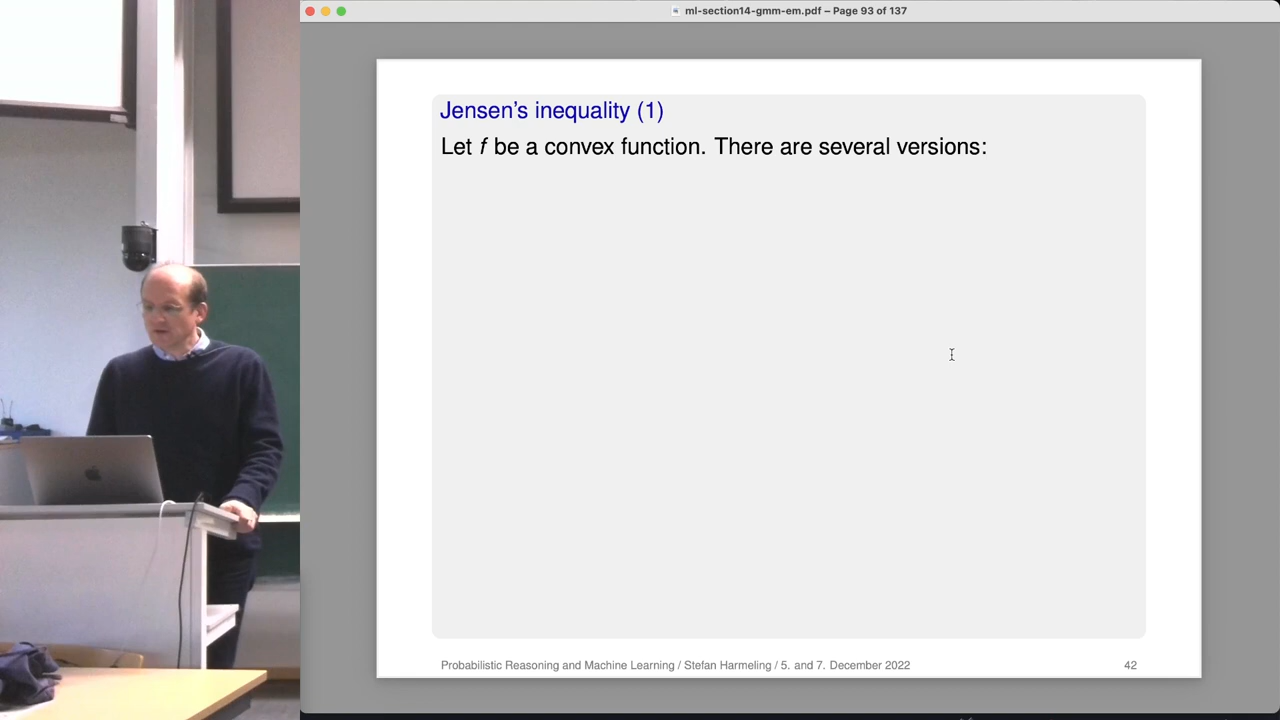 ml-section14-gmm-em.pdf – Page 93 of 137
Jensen's inequality (1)
Let f be a convex function. There are several versions:
Probabilistic Reasoning and Machine Learning / Stefan Harmeling / 5. and 7. December 2022
42